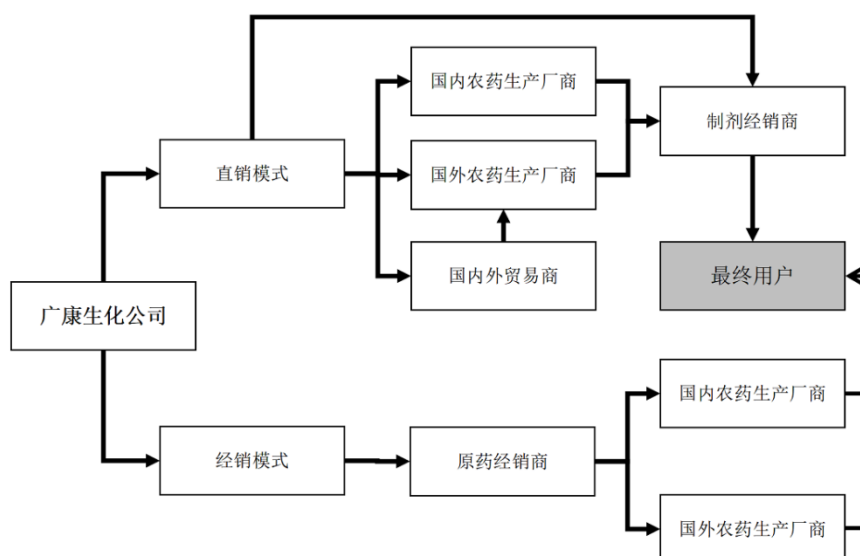 国内农药生产厂商
制剂经销商
直销模式
国外农药生产厂商
国内外贸易商
最终用户
广康生化公司
国内农药生产厂商
经销模式
原药经销商
国外农药生产厂商